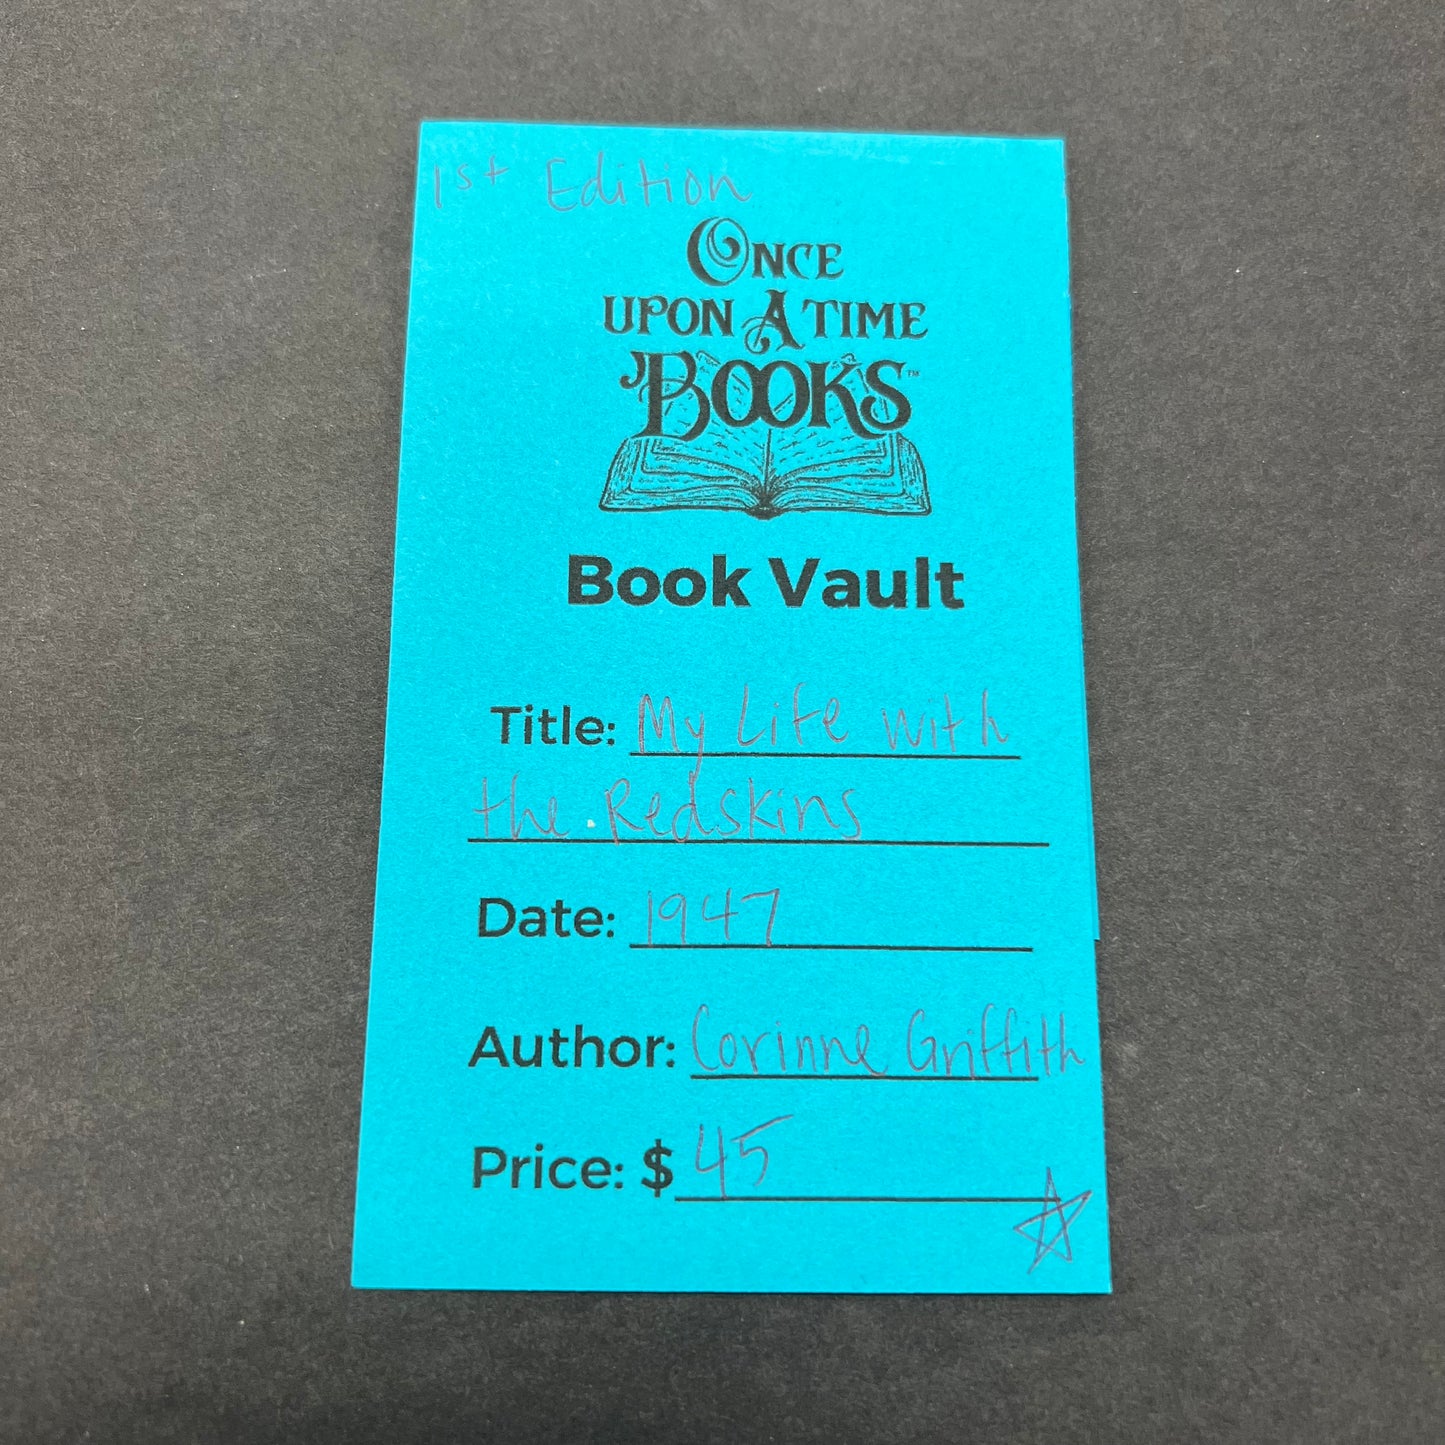 1st Edition
ONCE
UPON A TIME
BOOKS™
Book Vault
Title: My Life with
the Redskins
Date: 1947
Author: Corinne Griffith
Price: $45